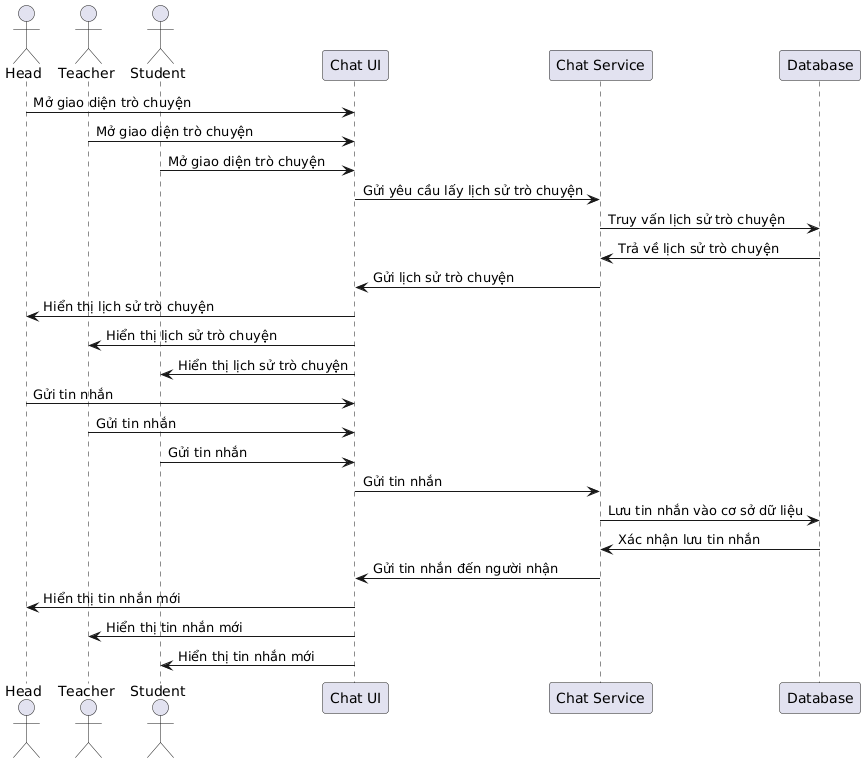 Head Teacher Student Chat UI Chat Service Database
Mở giao diện trò chuyện
Mở giao diện trò chuyện
Mở giao diện trò chuyện
Gửi yêu cầu lấy lịch sử trò chuyện
Truy vấn lịch sử trò chuyện
Trả về lịch sử trò chuyện
Gửi lịch sử trò chuyện
Hiển thị lịch sử trò chuyện
Hiển thị lịch sử trò chuyện
Hiển thị lịch sử trò chuyện
Gửi tin nhắn
Gửi tin nhắn
Gửi tin nhắn
Gửi tin nhắn
Lưu tin nhắn vào cơ sở dữ liệu
Xác nhận lưu tin nhắn
Gửi tin nhắn đến người nhận
Hiển thị tin nhắn mới
Hiển thị tin nhắn mới
Hiển thị tin nhắn mới
Head Teacher Student Chat UI Chat Service Database